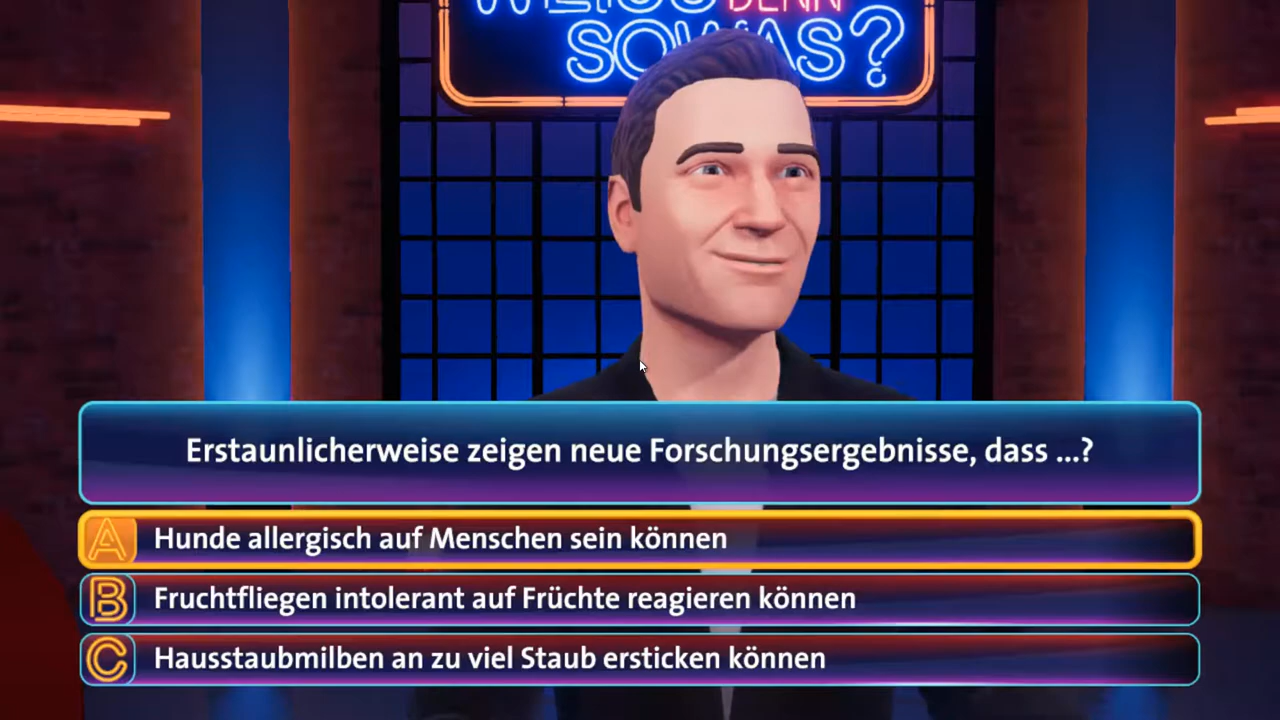 DENN
SOWAS?
Erstaunlicherweise zeigen neue Forschungsergebnisse, dass ...?
A Hunde allergisch auf Menschen sein können
B Fruchtfliegen intolerant auf Früchte reagieren können
C Hausstaubmilben an zu viel Staub ersticken können